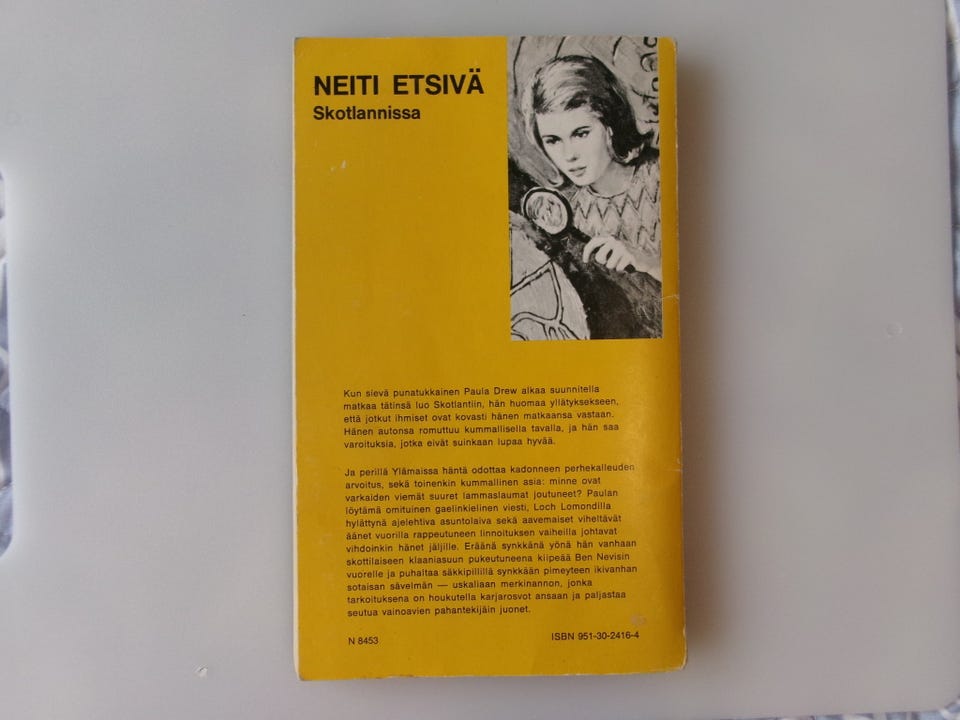 NEITI ETSIVÄ
Skotlannissa
Kun sievä punatukkainen Paula Drew alkaa suunnitella
matkaa tätinsä luo Skotlantiin, hän huomaa yllätyksekseen,
että jotkut ihmiset ovat kovasti hänen matkaansa vastaan.
Hänen autonsa romuttuu kummallisella tavalla, ja hän saa
varoituksia, jotka eivät suinkaan lupaa hyvää.
Ja perillä Ylämaissa häntä odottaa kadonneen perhekalleuden
arvoitus, sekä toinenkin kummallinen asia: minne ovat
varkaiden viemät suuret lammaslaumat joutuneet? Paulan
löytämä omituinen gaelinkielinen viesti, Loch Lomondilla
hylättynä ajelehtiva asuntolaiva sekä aavemaiset viheltävät
äänet vuorilla rappeutuneen linnoituksen vaiheilla johtavat
vihdoinkin hänet jäljille. Eräänä synkkänä yönä hän vanhaan
skottilaiseen klaaniasuun pukeutuneena kiipeää Ben Nevisin
vuorelle ja puhaltaa säkkipillillä synkkään pimeyteen ikivanhan
sotaisan sävelmän — uskaliaan merkinannon, jonka
tarkoituksena on houkutella karjarosvot ansaan ja paljastaa
seutua vainoavien pahantekijäin juonet.
N 8453
ISBN 951-30-2416-4